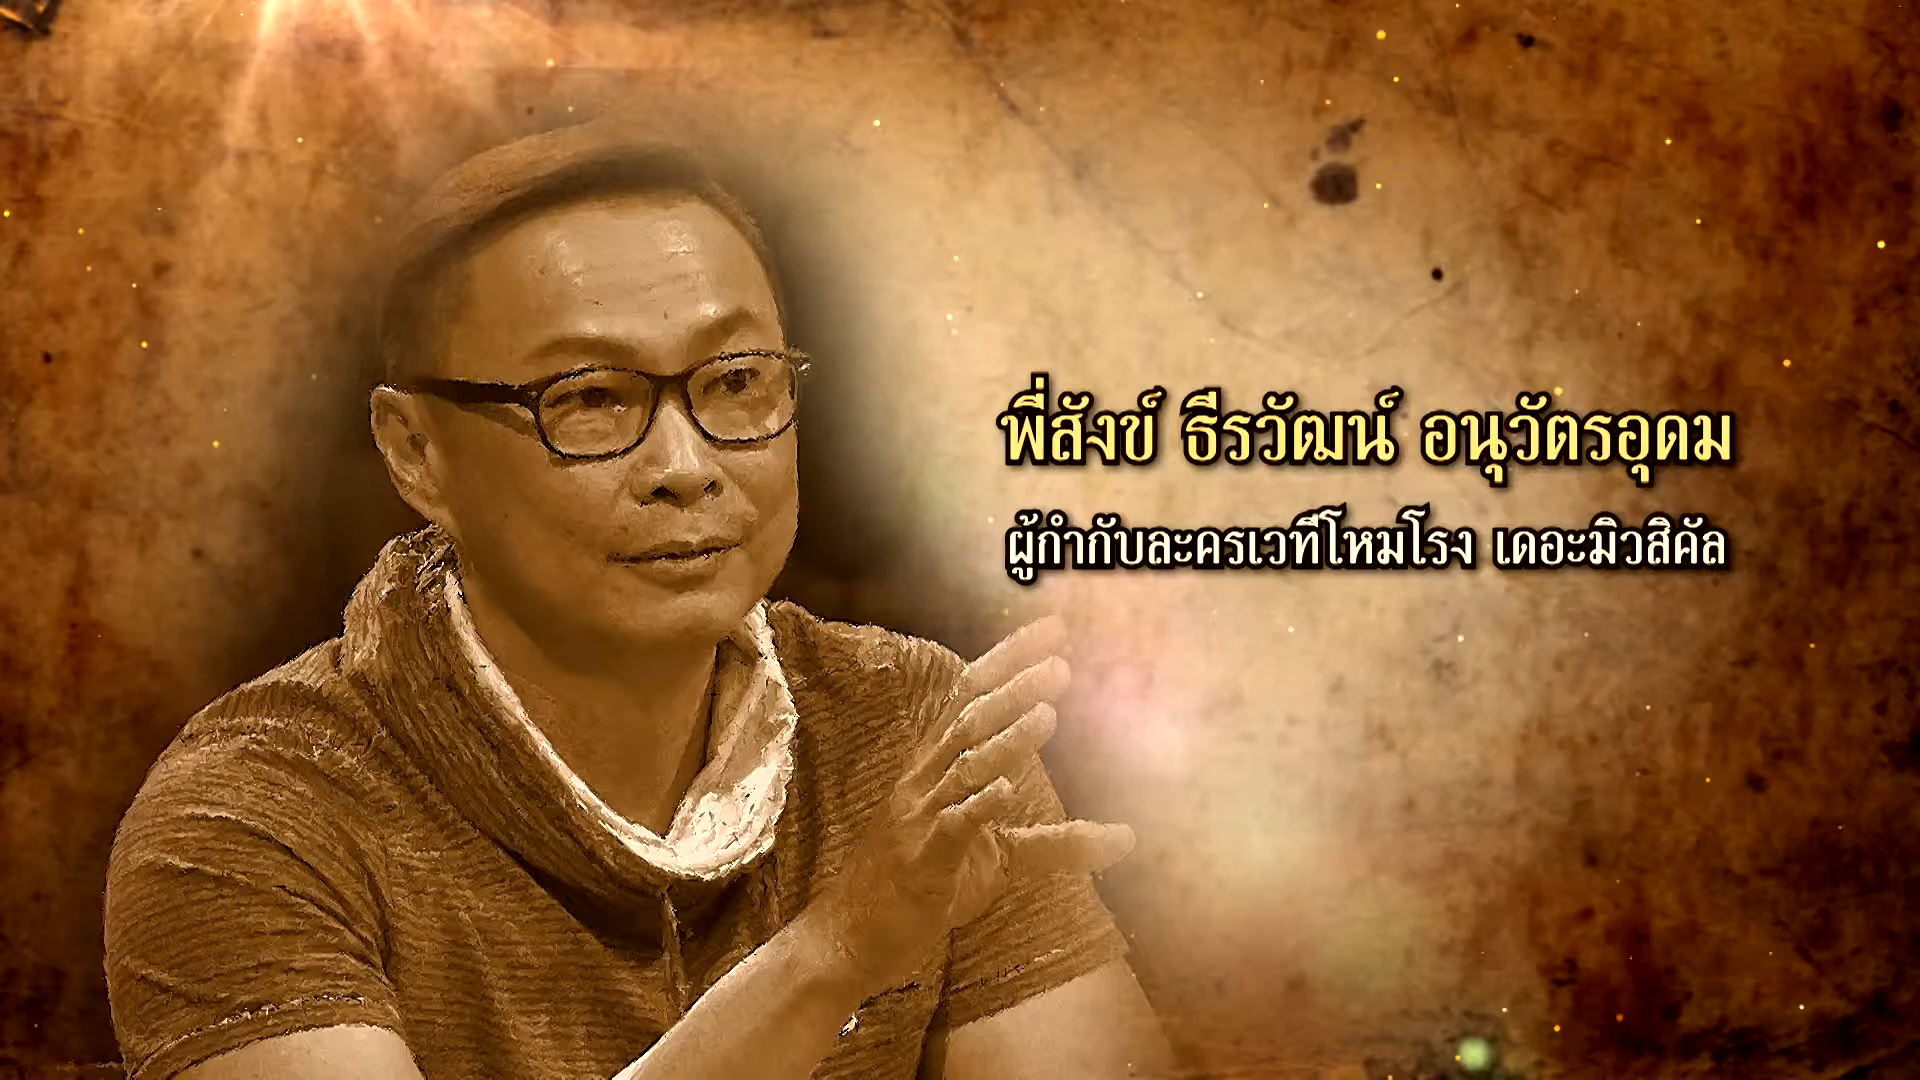 พี่สังข์ ธีรวัฒน์ อนุวัตรอุดม
ผู้กำกับละครเวทีโหมโรง เดอะมิวสิคัล